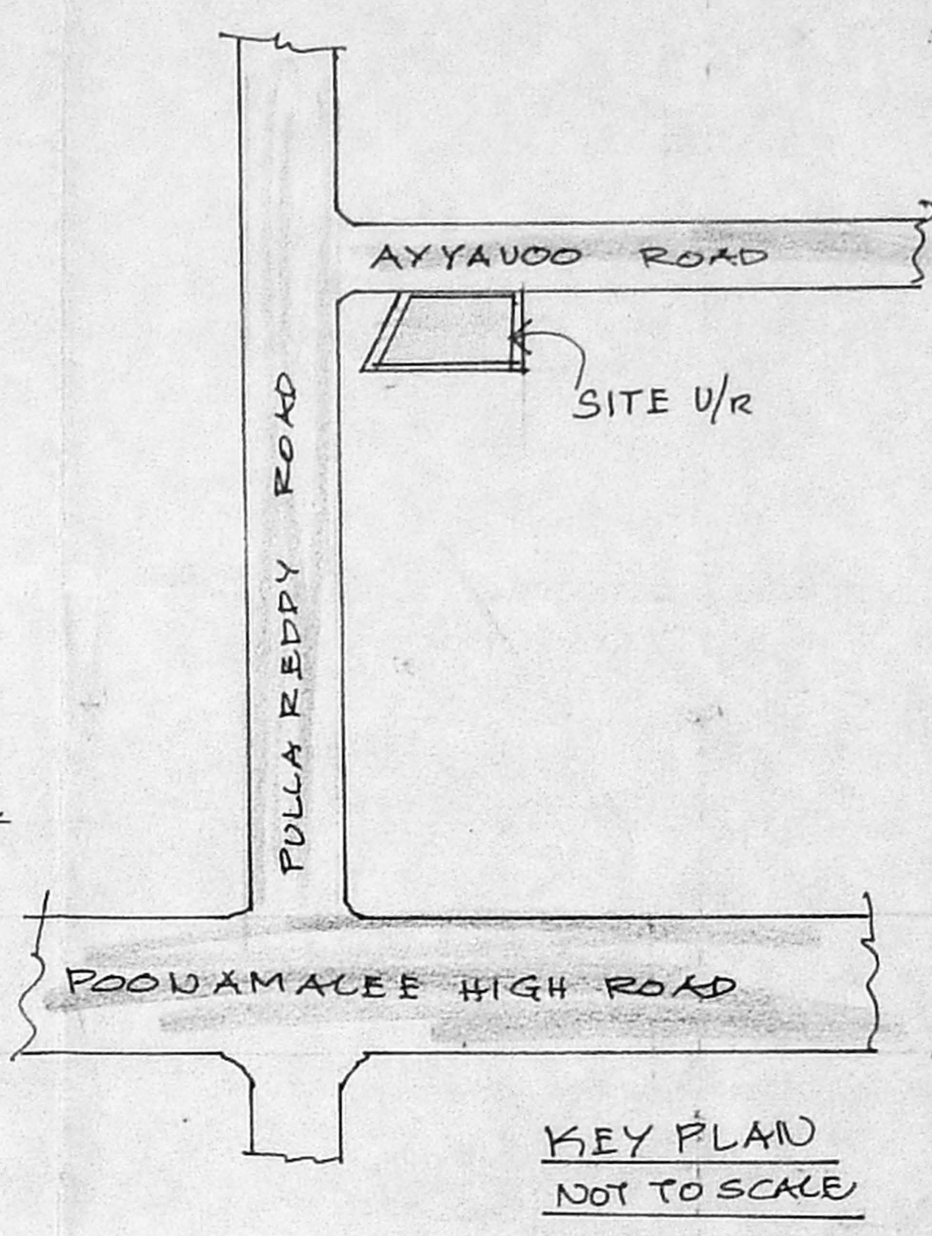 AYYAVOO ROAD
SITE U/R
PULLA REDDY ROAD
POONAMALEE HIGH ROAD
KEY PLAN
NOT TO SCALE